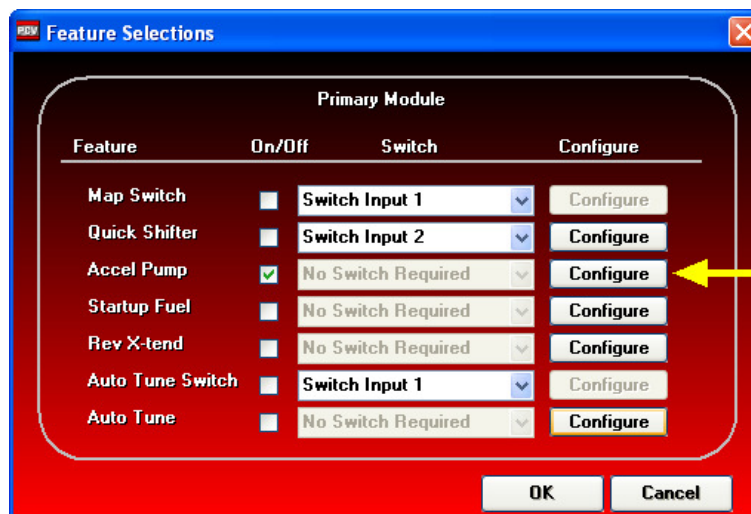 PCV Feature Selections
Primary Module
Feature On/Off Switch Configure
Map Switch Switch Input 1 Configure
Quick Shifter Switch Input 2 Configure
Accel Pump No Switch Required Configure
Startup Fuel No Switch Required Configure
Rev X-tend No Switch Required Configure
Auto Tune Switch Switch Input 1 Configure
Auto Tune No Switch Required Configure
OK Cancel